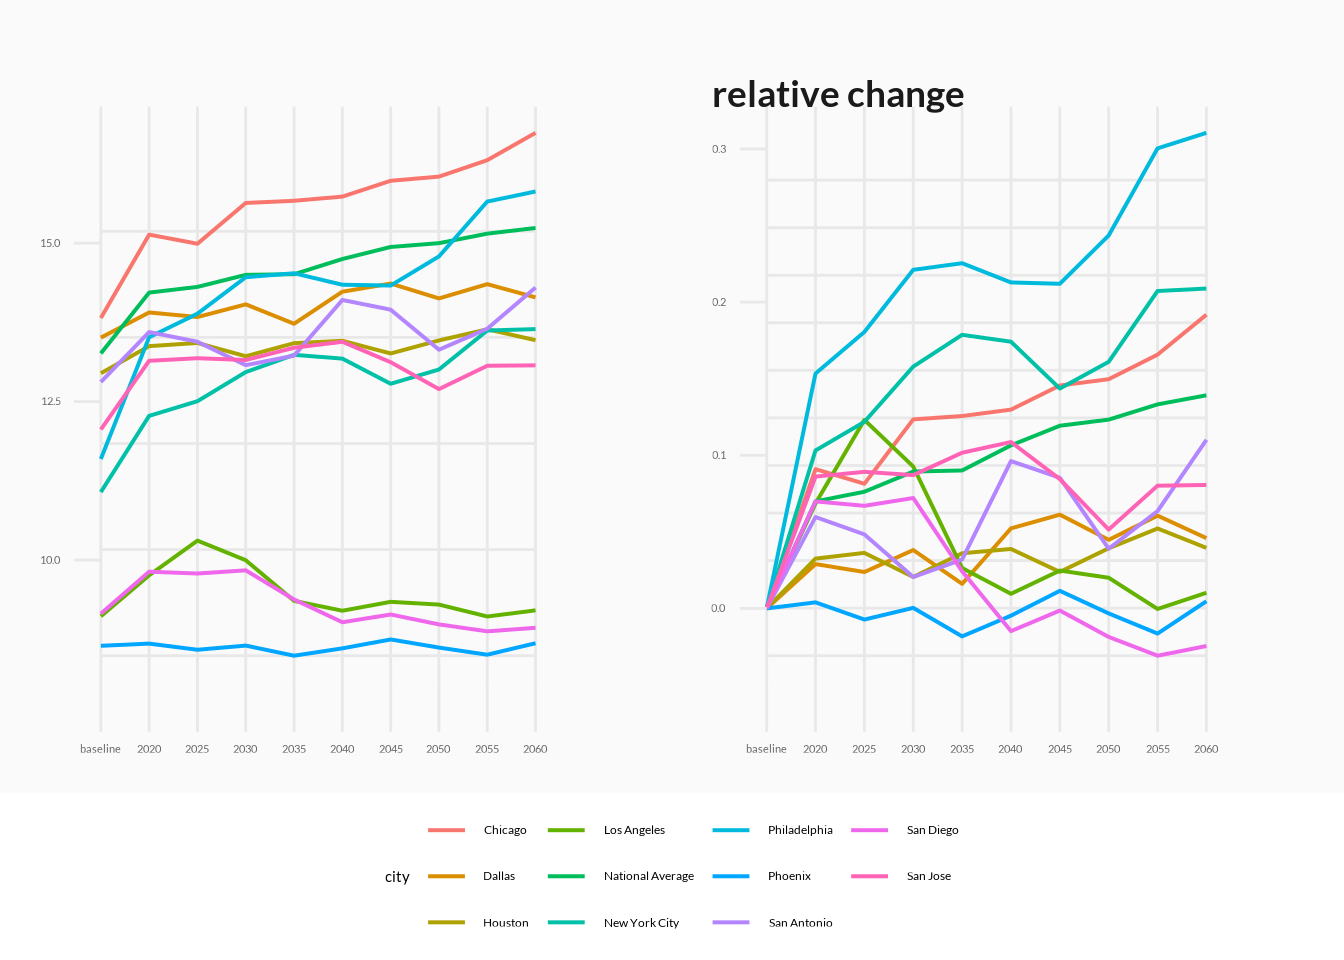 relative change
15.0
12.5
10.0
baseline 2020 2025 2030 2035 2040 2045 2050 2055 2060
0.3
0.2
0.1
0.0
baseline 2020 2025 2030 2035 2040 2045 2050 2055 2060
city
Chicago Los Angeles Philadelphia San Diego
Dallas National Average Phoenix San Jose
Houston New York City San Antonio